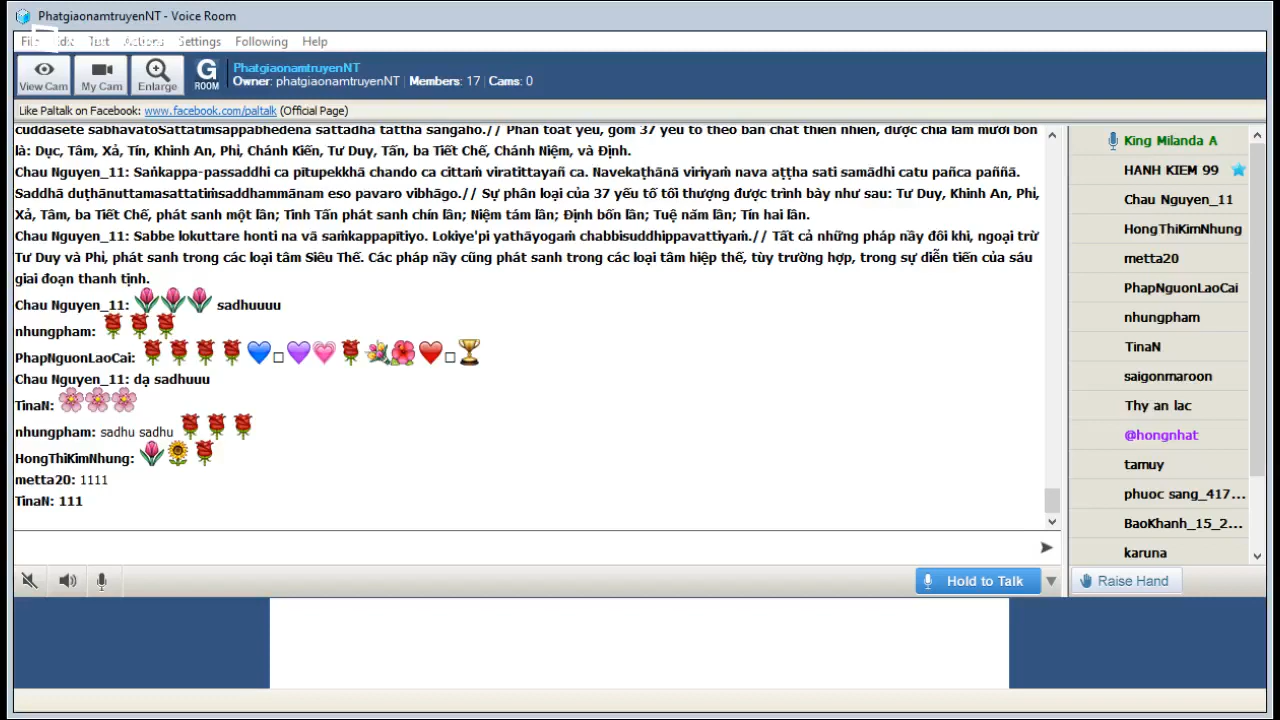 PhatgiaonamtruyenNT - Voice Room
Settings Following Help
View Cam
My Cam
Enlarge
G ROOM
PhatgiaonamtruyenNT
Owner: phatgiaonamtruyenNT | Members: 17 | Cams: 0
Like Paltalk on Facebook: www.facebook.com/paltalk (Official Page)
cuddasete sabhāvatoSattatiṁsappabhedena sattadhā tattha saṅgaho.// Phần toát yếu, gồm 37 yếu tố theo bản chất thiên nhiên, được chia làm mười bốn
là: Dục, Tâm, Xả, Tín, Khinh An, Phỉ, Chánh Kiến, Tư Duy, Tấn, ba Tiết Chế, Chánh Niệm, và Định.
Chau Nguyen_11: Saṅkappa-passaddhi ca pītupekkhā chando ca cittaṁ viratittayañ ca. Navekaṭhānā viriyaṁ nava aṭṭha sati samādhi catu pañca paññā.
Saddhā duṭhānuttamasattatiṁsaddhammānam eso pavaro vibhāgo.// Sự phân loại của 37 yếu tố tối thượng được trình bày như sau: Tư Duy, Khinh An, Phỉ,
Xả, Tâm, ba Tiết Chế, phát sanh một lần; Tinh Tấn phát sanh chín lần; Niệm tám lần; Định bốn lần; Tuệ năm lần; Tín hai lần.
Chau Nguyen_11: Sabbe lokuttare honti na vā saṁkappapītiyo. Lokiye'pi yathāyogaṁ chabbisuddhippavattiyaṁ.// Tất cả những pháp nầy đôi khi, ngoại trừ
Tư Duy và Phỉ, phát sanh trong các loại tâm Siêu Thế. Các pháp nầy cũng phát sanh trong các loại tâm hiệp thế, tùy trường hợp, trong sự diễn tiến của sáu
giai đoạn thanh tịnh.
Chau Nguyen_11: sadhuuuu
nhungpham:
PhapNguonLaoCai:
Chau Nguyen_11: dạ sadhuuu
TinaN:
nhungpham: sadhu sadhu
HongThiKimNhung:
metta20: 1111
TinaN: 111
Hold to Talk
King Milanda A
HANH KIEM 99
Chau Nguyen_11
HongThiKimNhung
metta20
PhapNguonLaoCai
nhungpham
TinaN
saigonmaroon
Thy an lac
@hongnhat
tamuy
phuoc sang_417...
BaoKhanh_15_2...
karuna
Raise Hand